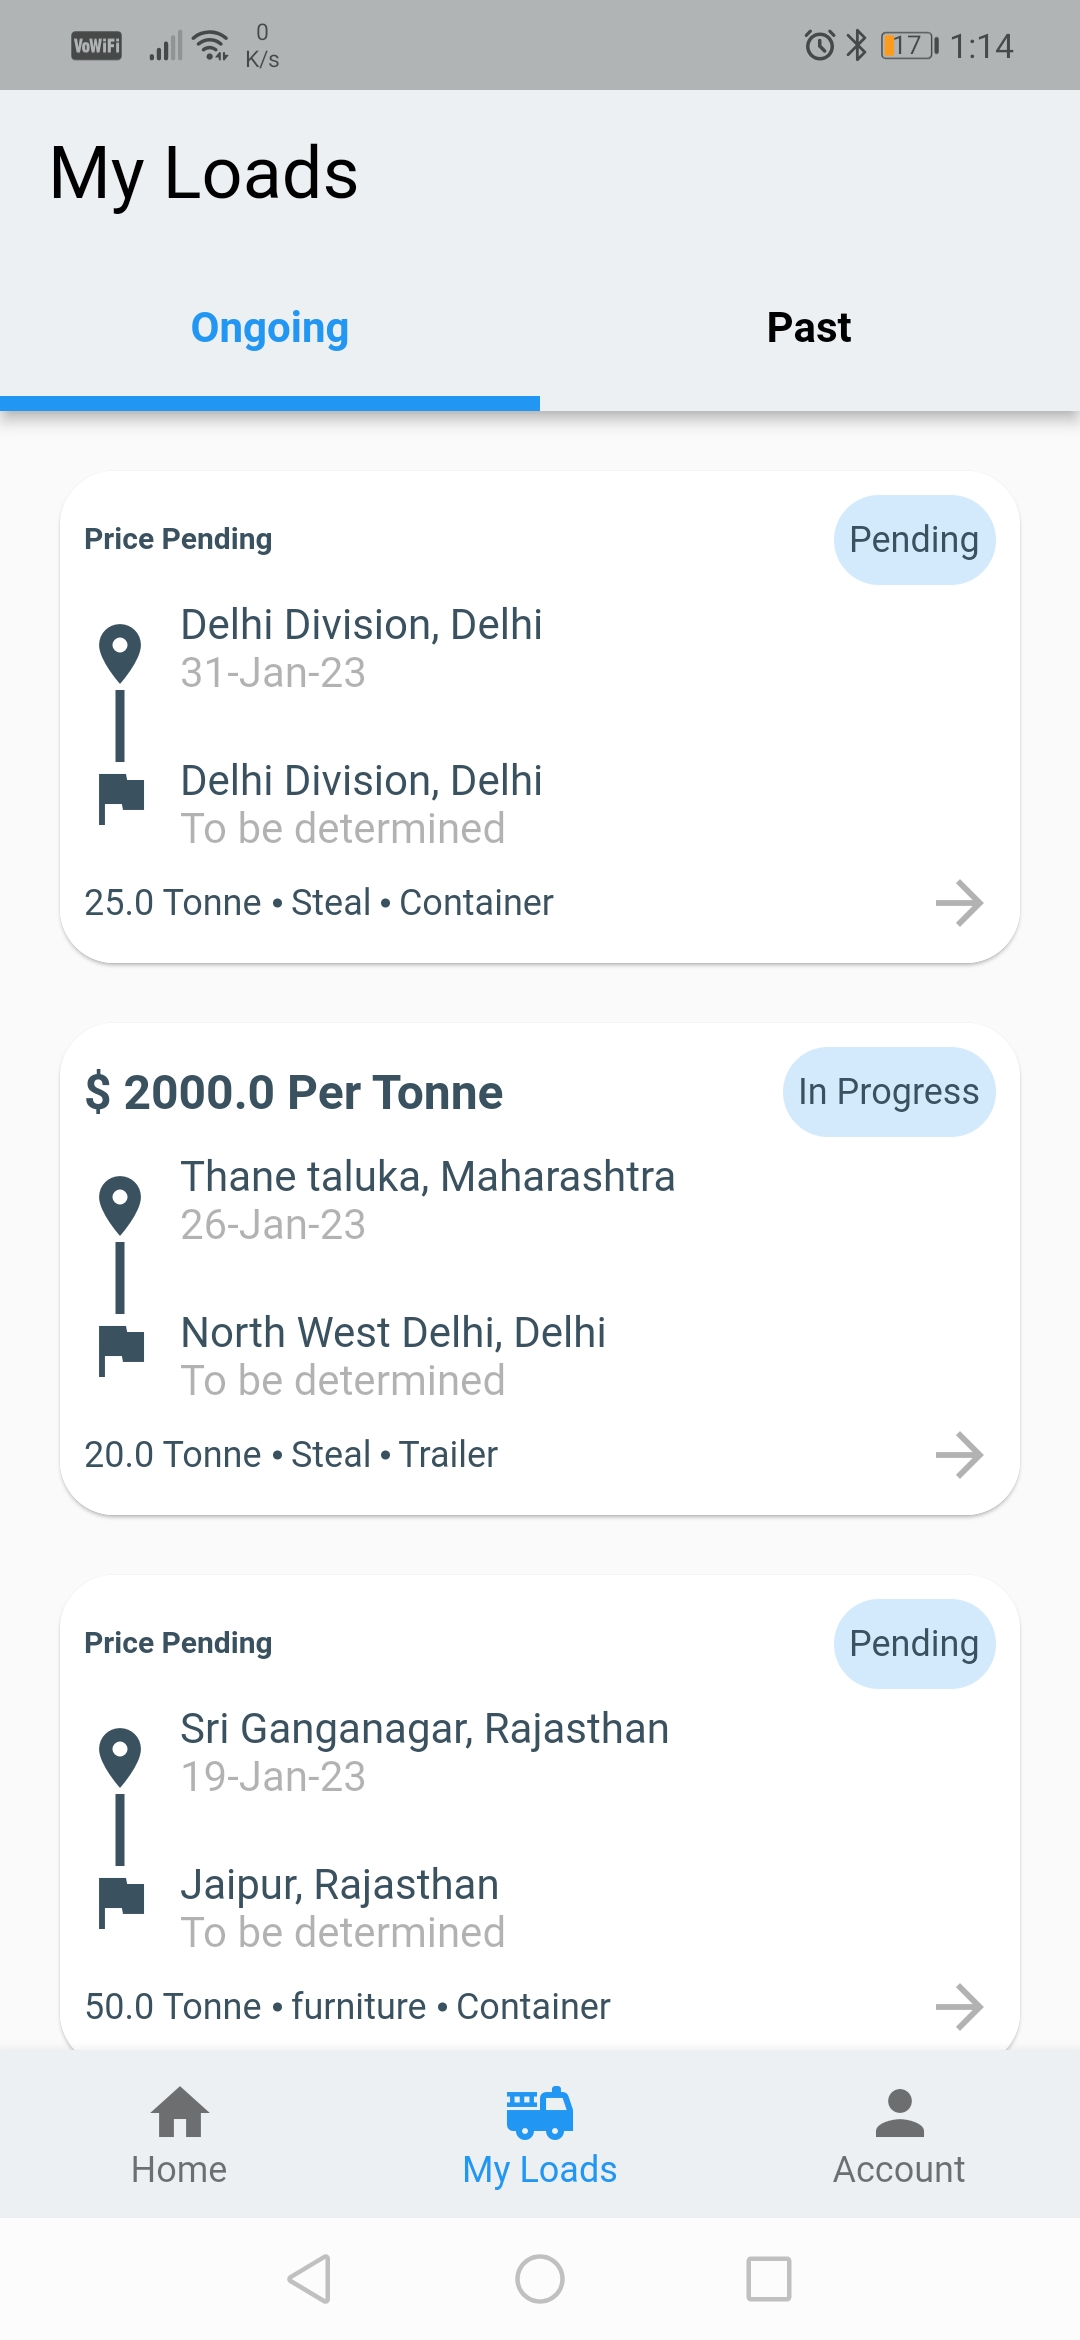 VoWiFi 0 K/s 17 1:14
My Loads
Ongoing Past
Price Pending Pending
Delhi Division, Delhi
31-Jan-23
Delhi Division, Delhi
To be determined
25.0 Tonne • Steal • Container
$ 2000.0 Per Tonne In Progress
Thane taluka, Maharashtra
26-Jan-23
North West Delhi, Delhi
To be determined
20.0 Tonne • Steal • Trailer
Price Pending Pending
Sri Ganganagar, Rajasthan
19-Jan-23
Jaipur, Rajasthan
To be determined
50.0 Tonne • furniture • Container
Home My Loads Account